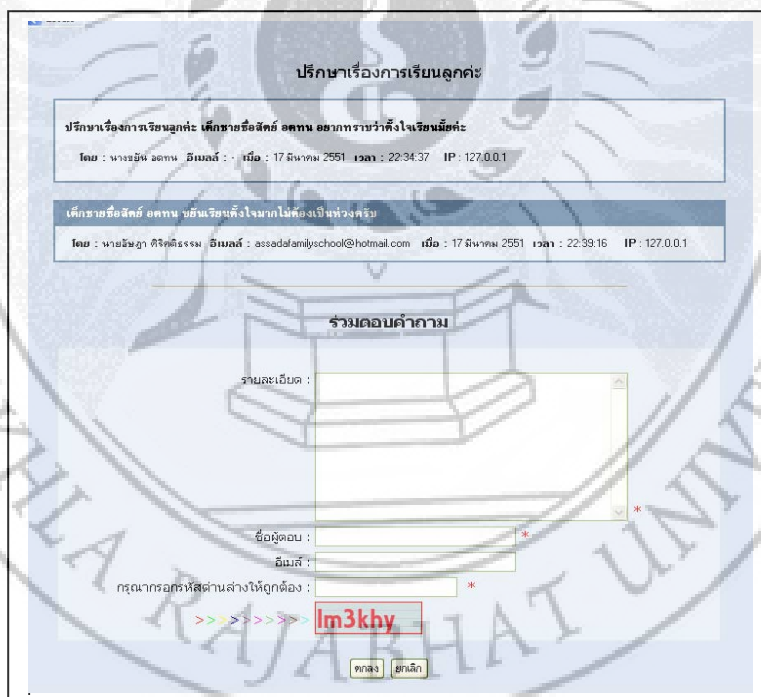 ปรึกษาเรื่องการเรียนลูกค่ะ
ปรึกษาเรื่องการเรียนลูกค่ะ เด็กชายซื่อสัตย์ อดทน อยากทราบว่าตั้งใจเรียนมั้ยค่ะ
โดย : นางขยัน อดทน อีเมลล์ : - เมื่อ : 17 มีนาคม 2551 เวลา : 22:34:37 IP : 127.0.0.1
เด็กชายซื่อสัตย์ อดทน ขยันเรียนตั้งใจมากไม่ต้องเป็นห่วงครับ
โดย : นายอัษฎา อีเมลล์ : assadafamilyschool@hotmail.com เมื่อ : 17 มีนาคม 2551 เวลา : 22:39:16 IP : 127.0.0.1
ร่วมตอบคำถาม
รายละเอียด :
*
ชื่อผู้ตอบ : *
อีเมล์ :
กรุณากรอกรหัสด่านล่างให้ถูกต้อง : *
>>>>>>>>>> lm3khy
ตกลง ยกเลิก
KHLA RAJABHAT UNIV